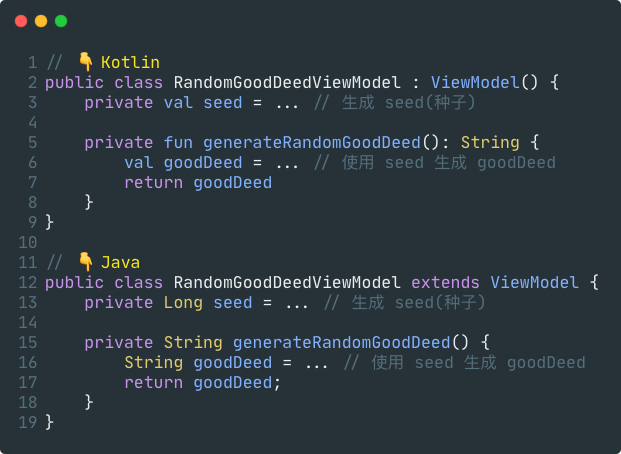 1 // 👇 Kotlin
2 public class RandomGoodDeedViewModel : ViewModel() {
3     private val seed = ... // 生成 seed(种子)
4
5     private fun generateRandomGoodDeed(): String {
6         val goodDeed = ... // 使用 seed 生成 goodDeed
7         return goodDeed
8     }
9 }
10
11 // 👇 Java
12 public class RandomGoodDeedViewModel extends ViewModel {
13     private Long seed = ... // 生成 seed(种子)
14
15     private String generateRandomGoodDeed() {
16         String goodDeed = ... // 使用 seed 生成 goodDeed
17         return goodDeed;
18     }
19 }